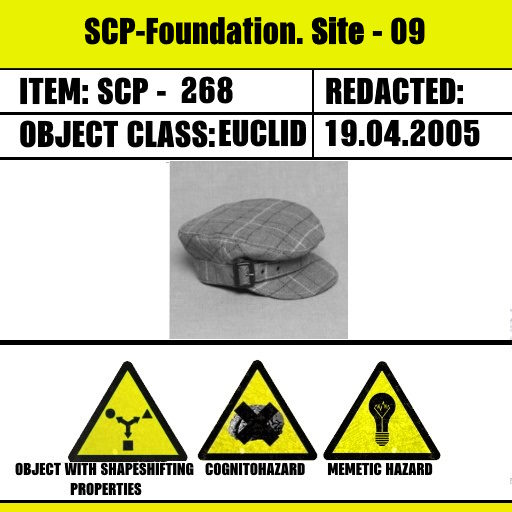 SCP-Foundation. Site - 09
ITEM: SCP - 268
REDACTED:
OBJECT CLASS: EUCLID
19.04.2005
OBJECT WITH SHAPESHIFTING
PROPERTIES
COGNITOHAZARD
MEMETIC HAZARD